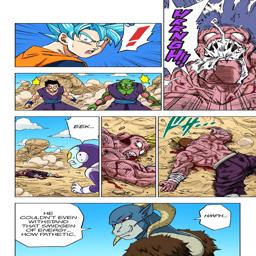 !
EEK...
HE
COULDN'T EVEN
WITHSTAND
THAT SMIDGEN
OF ENERGY...
HOW PATHETIC.
HMPH...